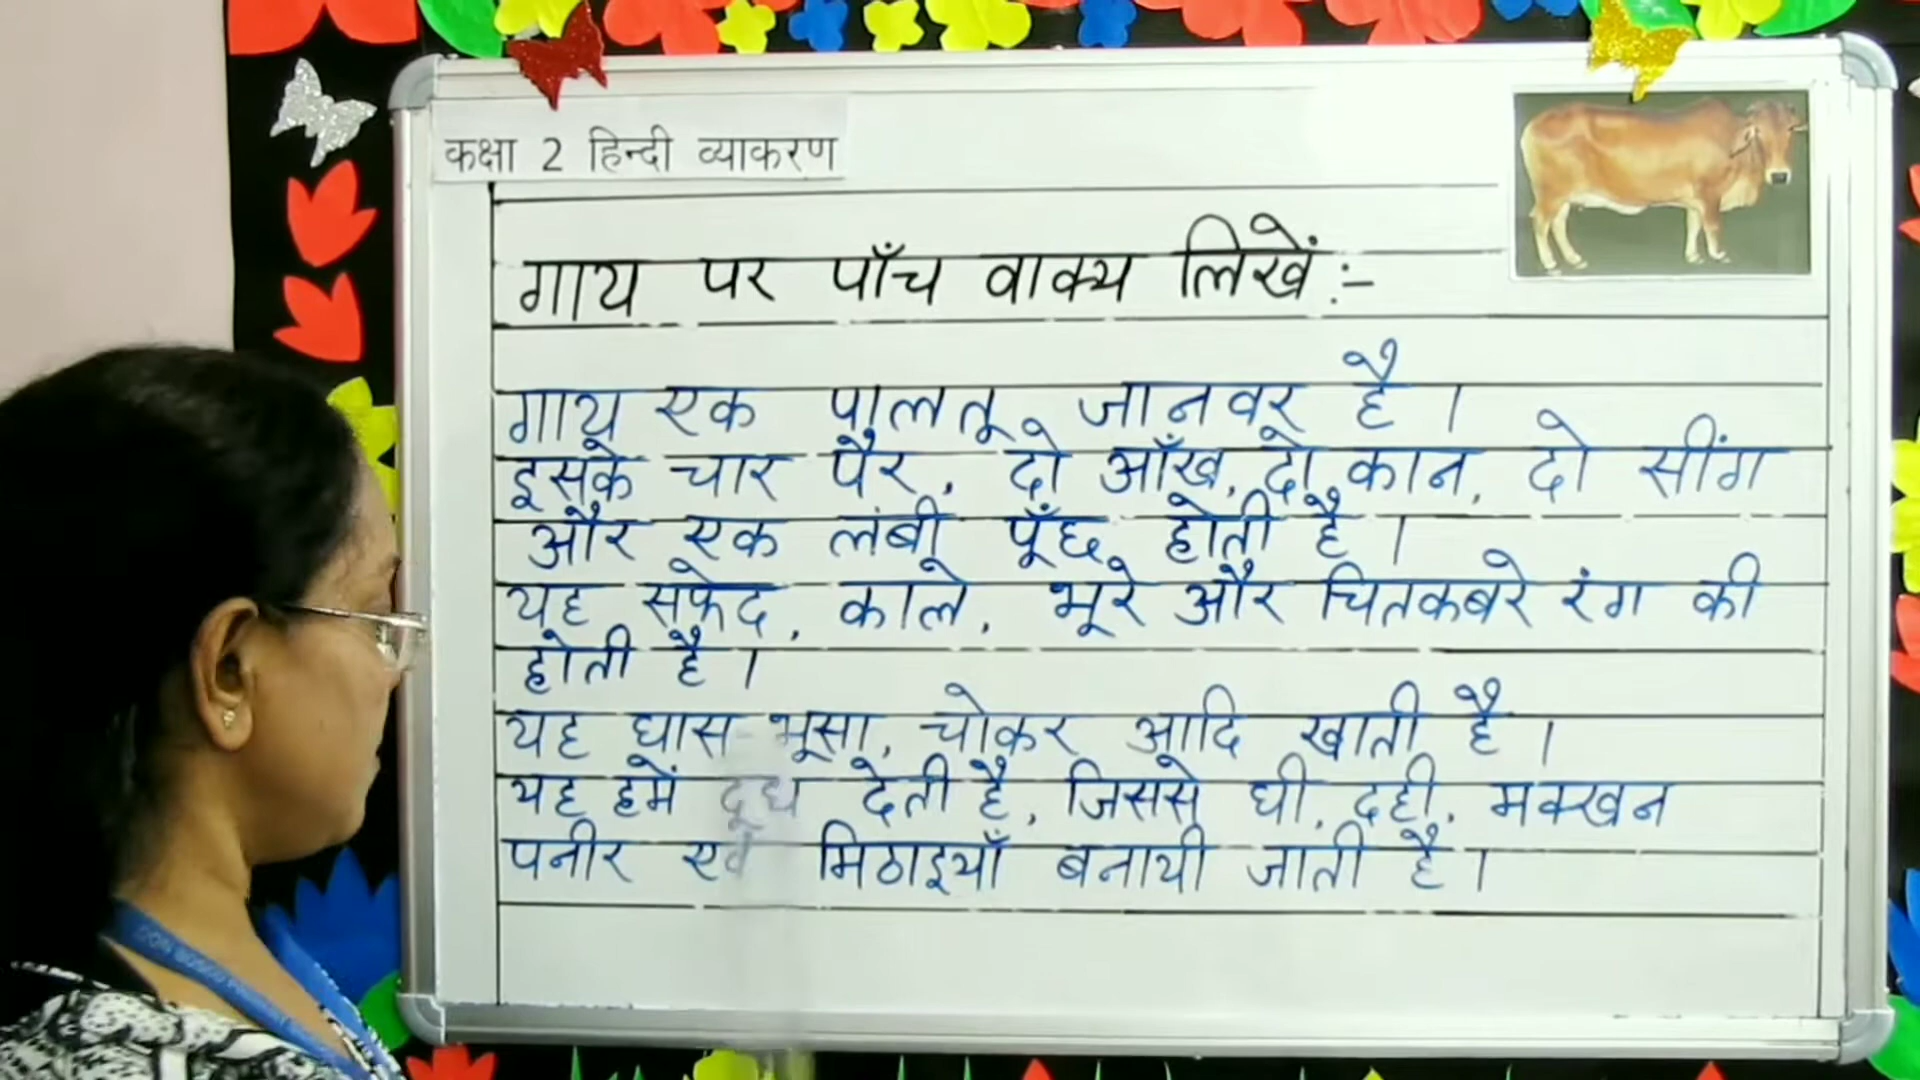 कक्षा 2 हिन्दी व्याकरण
गाय पर पाँच वाक्य लिखें :-
गाय एक पालतू जानवर है ।
इसके चार पैर, दो आँख, दो कान, दो सींग
और एक लंबी पूँछ होती है ।
यह सफेद, काले, भूरे और चितकबरे रंग की
होती है ।
यह घास-भूसा, चोकर आदि खाती है ।
यह हमें दूध देती है, जिससे घी, दही, मक्खन
पनीर एवं मिठाइयाँ बनायी जाती है ।